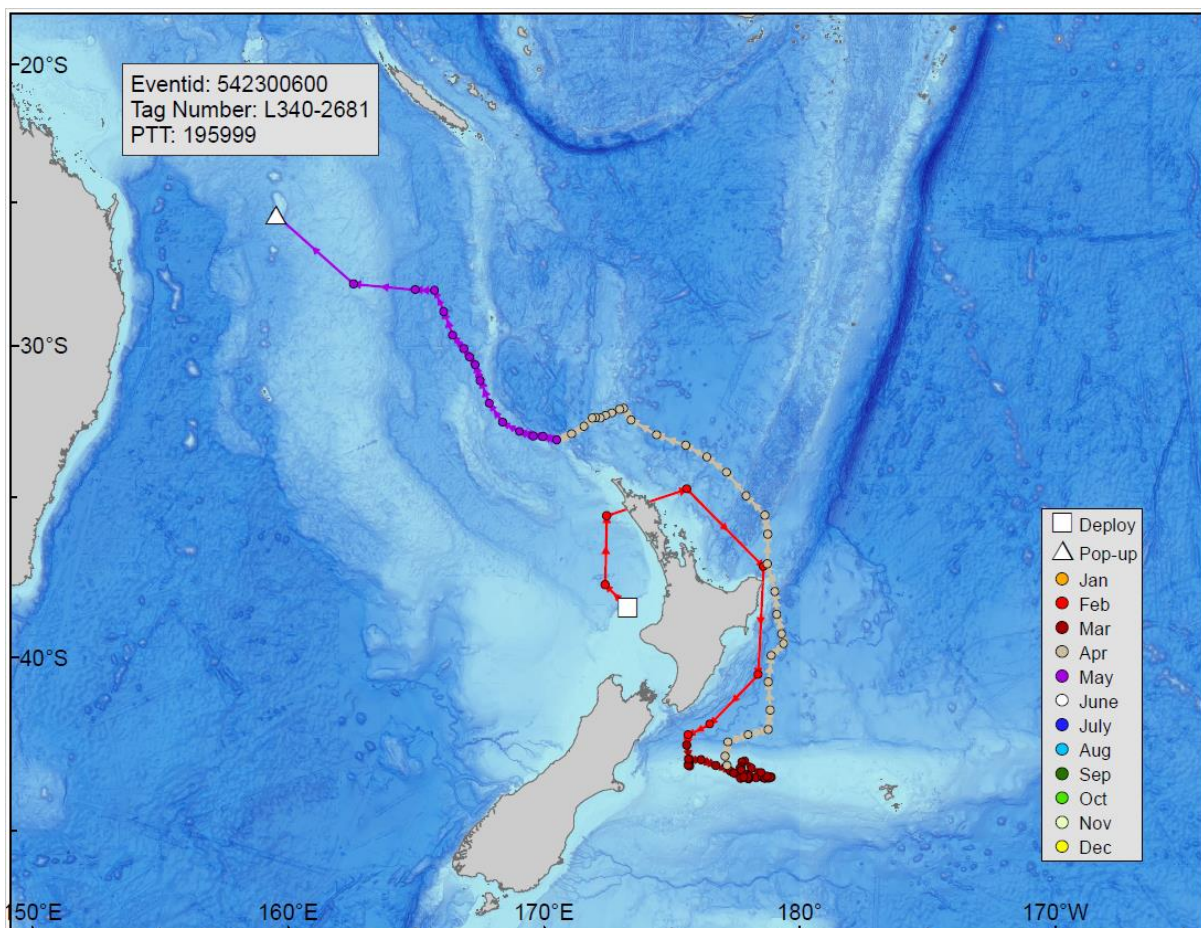 20°S
Eventid: 542300600
Tag Number: L340-2681
PTT: 195999
30°S
40°S
Deploy
Pop-up
Jan
Feb
Mar
Apr
May
June
July
Aug
Sep
Oct
Nov
Dec
150°E
160°E
170°E
180°
170°W